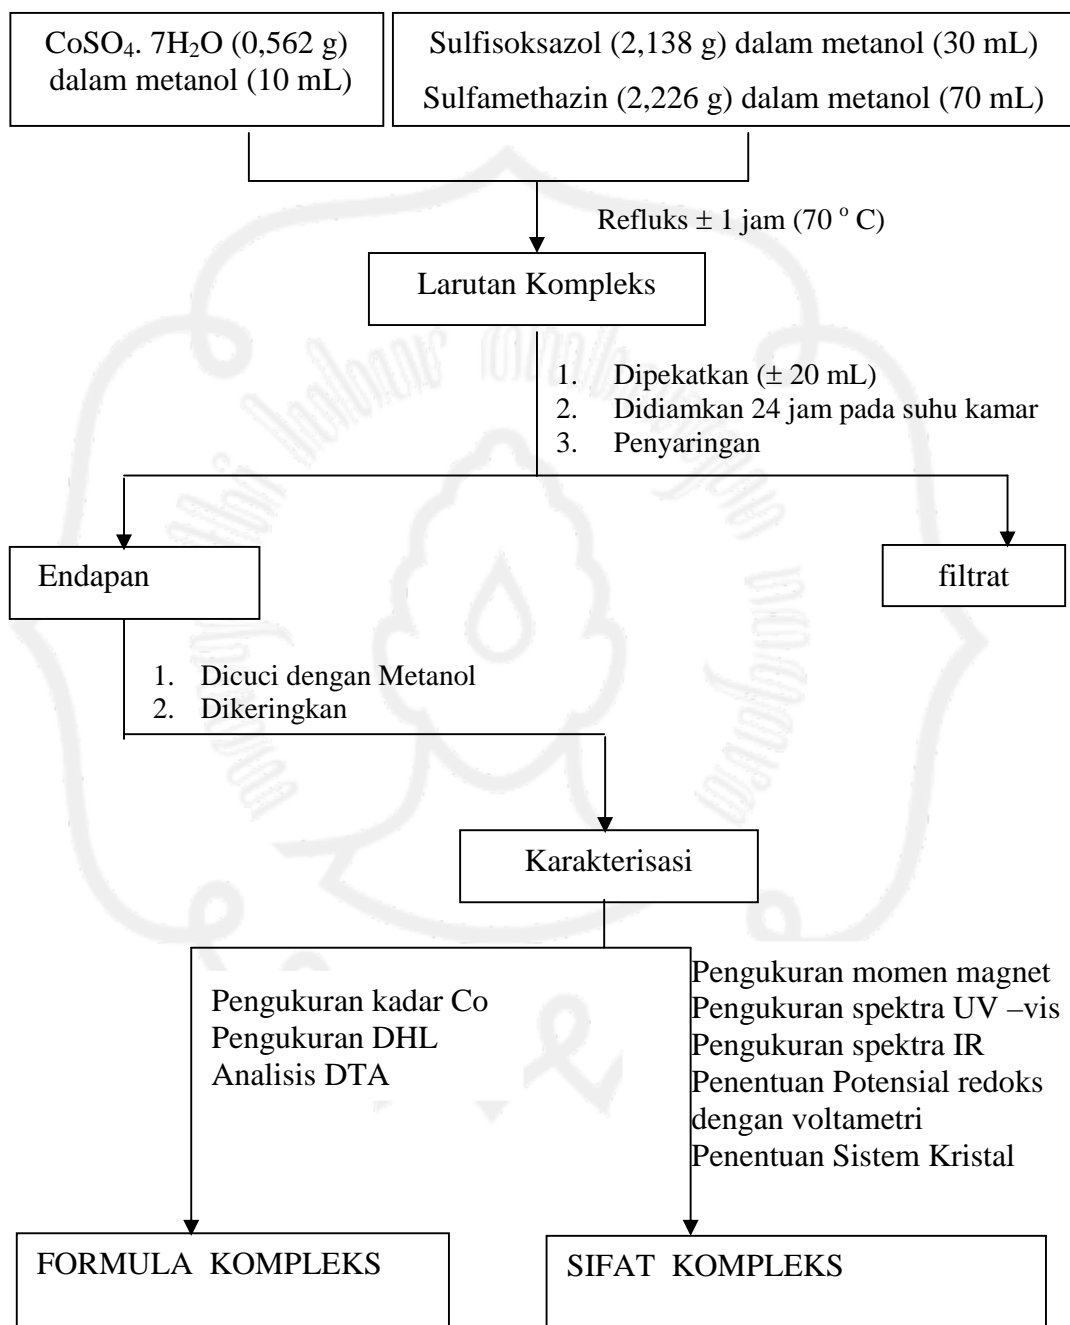 CoSO₄. 7H₂O (0,562 g)
dalam metanol (10 mL)
Sulfisoksazol (2,138 g) dalam metanol (30 mL)
Sulfamethazin (2,226 g) dalam metanol (70 mL)
Refluks ± 1 jam (70 ° C)
Larutan Kompleks
1. Dipekatkan (± 20 mL)
2. Didiamkan 24 jam pada suhu kamar
3. Penyaringan
Endapan
filtrat
1. Dicuci dengan Metanol
2. Dikeringkan
Karakterisasi
Pengukuran kadar Co
Pengukuran DHL
Analisis DTA
Pengukuran momen magnet
Pengukuran spektra UV –vis
Pengukuran spektra IR
Penentuan Potensial redoks
dengan voltametri
Penentuan Sistem Kristal
FORMULA KOMPLEKS
SIFAT KOMPLEKS